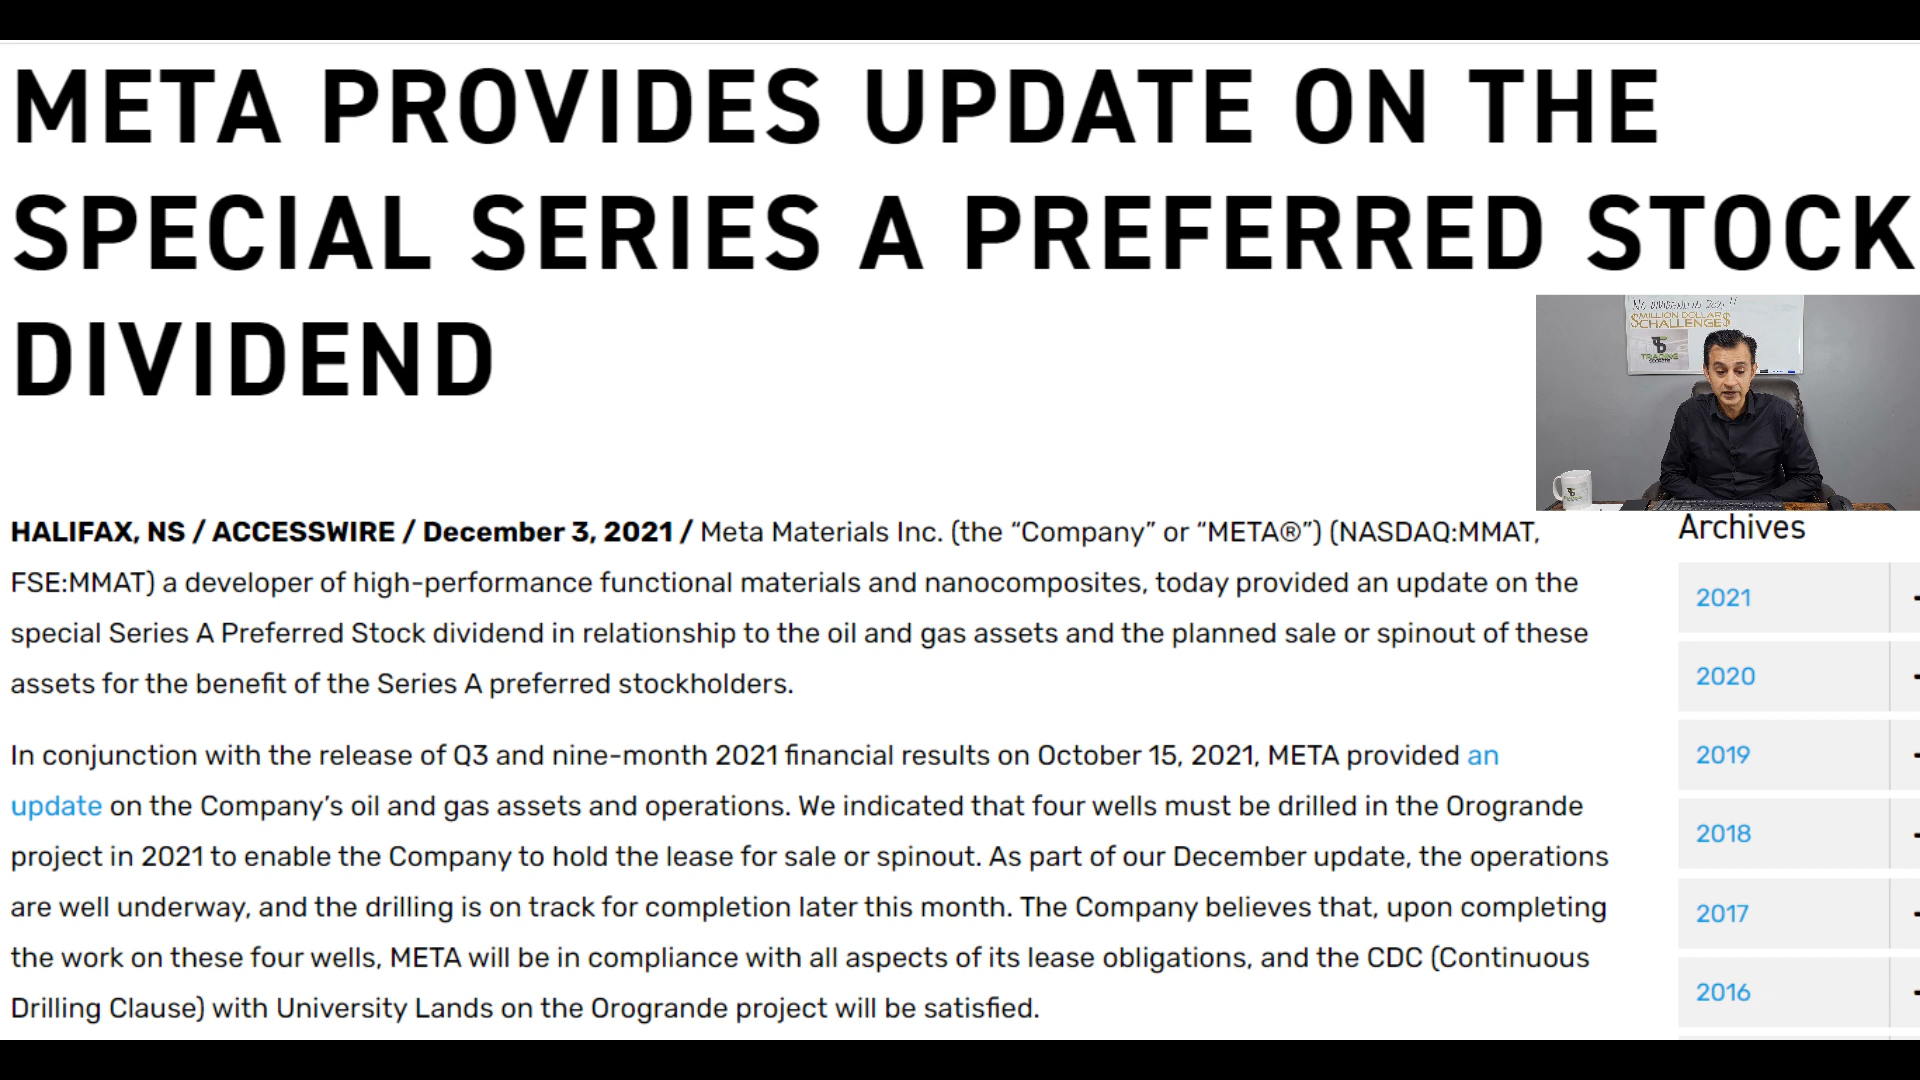 META PROVIDES UPDATE ON THE
SPECIAL SERIES A PREFERRED STOCK
DIVIDEND
NO DIVIDEND IN 2021 !!
$MILLION DOLLAR$
CHALLENGE
TS
TRADING
SECRETS
HALIFAX, NS / ACCESSWIRE / December 3, 2021 / Meta Materials Inc. (the “Company” or “META®”) (NASDAQ:MMAT,
FSE:MMAT) a developer of high-performance functional materials and nanocomposites, today provided an update on the
special Series A Preferred Stock dividend in relationship to the oil and gas assets and the planned sale or spinout of these
assets for the benefit of the Series A preferred stockholders.
In conjunction with the release of Q3 and nine-month 2021 financial results on October 15, 2021, META provided an
update on the Company’s oil and gas assets and operations. We indicated that four wells must be drilled in the Orogrande
project in 2021 to enable the Company to hold the lease for sale or spinout. As part of our December update, the operations
are well underway, and the drilling is on track for completion later this month. The Company believes that, upon completing
the work on these four wells, META will be in compliance with all aspects of its lease obligations, and the CDC (Continuous
Drilling Clause) with University Lands on the Orogrande project will be satisfied.
Archives
2021
2020
2019
2018
2017
2016